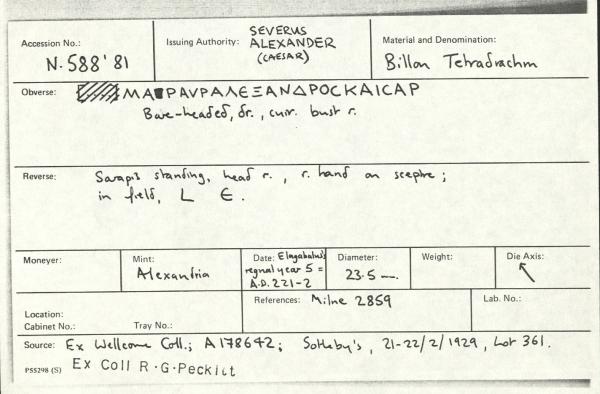 Accession No.: N.588'81
Issuing Authority: SEVERUS
ALEXANDER
(CAESAR)
Material and Denomination:
Billon Tetradrachm
Obverse: ΜΑΡΑVΡΑΛΕΞΑΝΔΡΟCΚΑΙCΑΡ
Bare-headed, dr., cuir. bust r.
Reverse: Sarapis standing, head r., r. hand on sceptre;
in field, L Є.
Moneyer:
Mint:
Alexandria
Date: Elagabalus's
regnal year 5 =
A.D. 221-2
Diameter:
23.5 mm.
Weight:
Die Axis:
↖
Location:
Cabinet No.: Tray No.:
References: Milne 2859
Lab. No.:
Source: Ex Wellcome Coll.; A178642; Sotheby's, 21-22/2/1929, Lot 361.
PS5298 (S) Ex Coll R.G.Peckitt